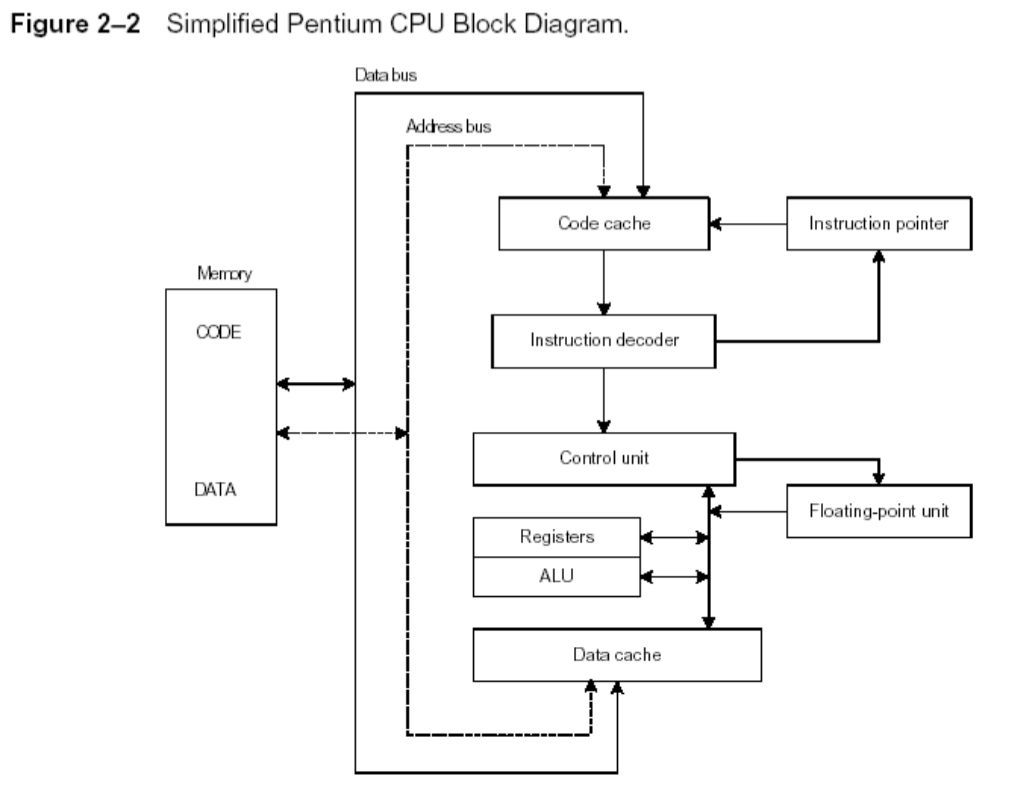 Figure 2–2 Simplified Pentium CPU Block Diagram.
Data bus
Address bus
Code cache
Instruction pointer
Memory
CODE
Instruction decoder
Control unit
DATA
Floating-point unit
Registers
ALU
Data cache